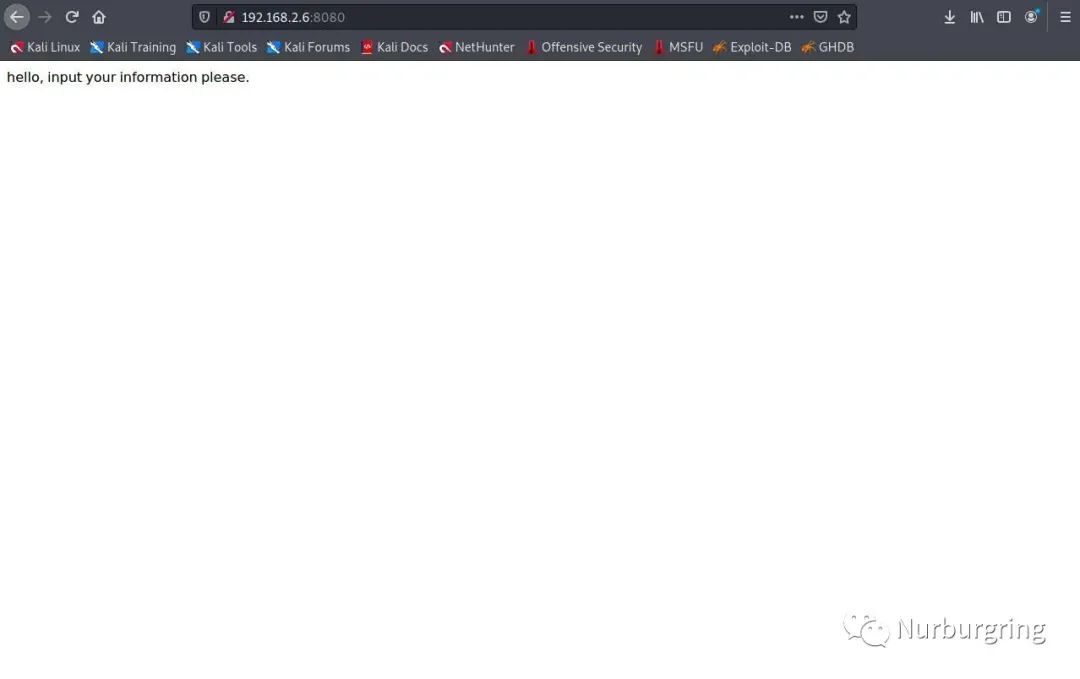 192.168.2.6:8080
Kali Linux Kali Training Kali Tools Kali Forums Kali Docs NetHunter Offensive Security MSFU Exploit-DB GHDB
hello, input your information please.
Nurburgring